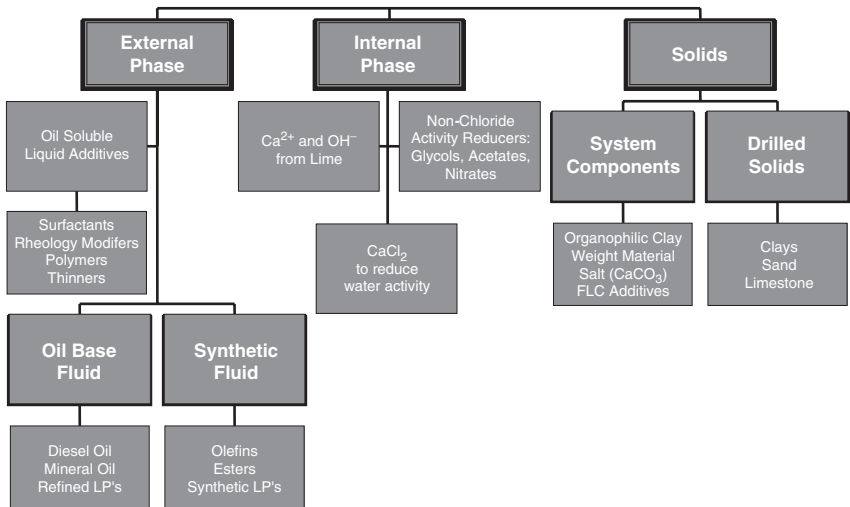 External
Phase
Internal
Phase
Solids
Oil Soluble
Liquid Additives
Ca²⁺ and OH⁻
from Lime
Non-Chloride
Activity Reducers:
Glycols, Acetates,
Nitrates
System
Components
Drilled
Solids
Surfactants
Rheology Modifers
Polymers
Thinners
CaCl₂
to reduce
water activity
Organophilic Clay
Weight Material
Salt (CaCO₃)
FLC Additives
Clays
Sand
Limestone
Oil Base
Fluid
Synthetic
Fluid
Diesel Oil
Mineral Oil
Refined LP's
Olefins
Esters
Synthetic LP's